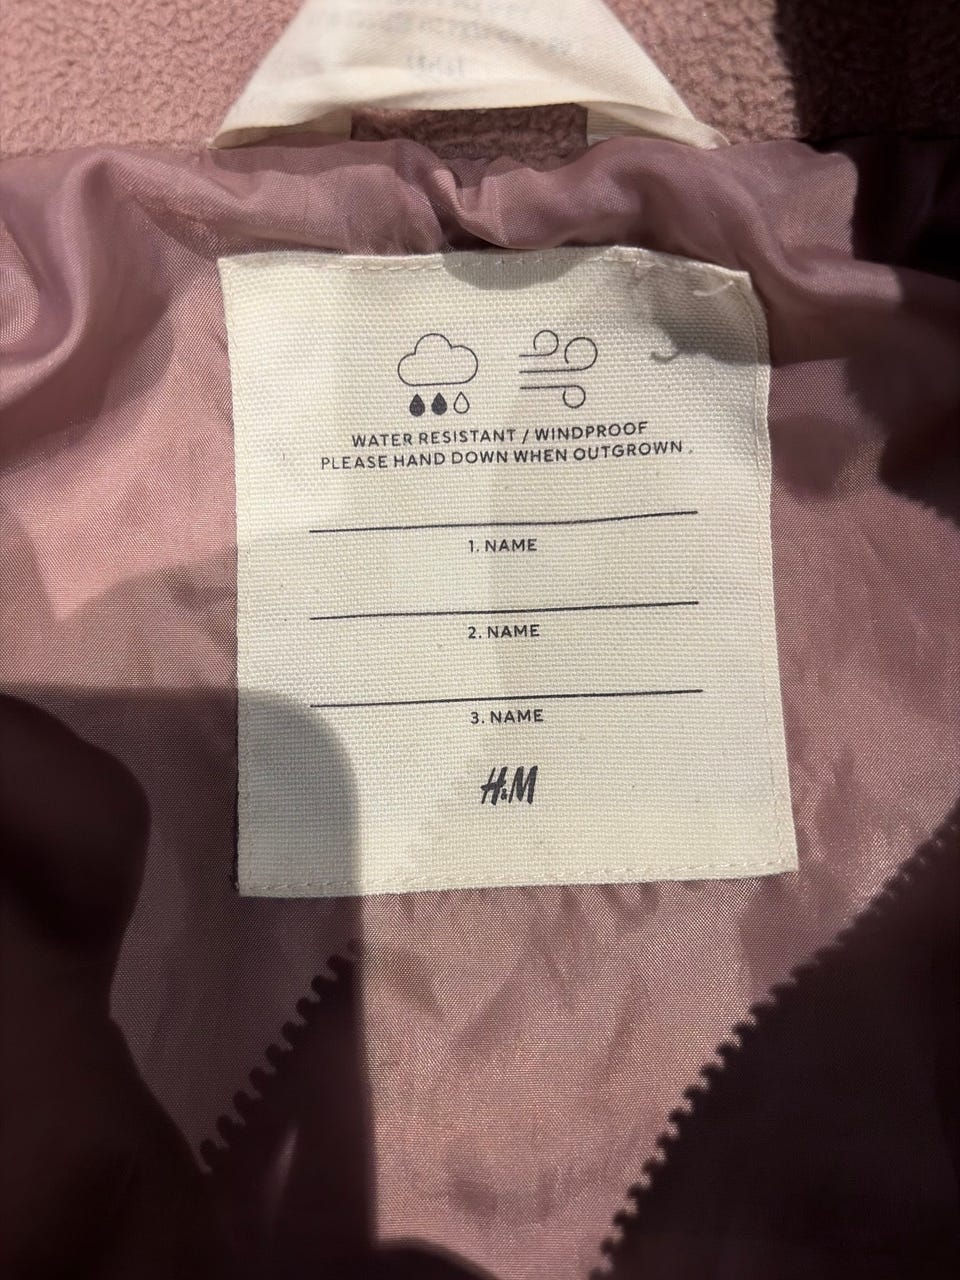 WATER RESISTANT / WINDPROOF
PLEASE HAND DOWN WHEN OUTGROWN .
1. NAME
2. NAME
3. NAME
H&M